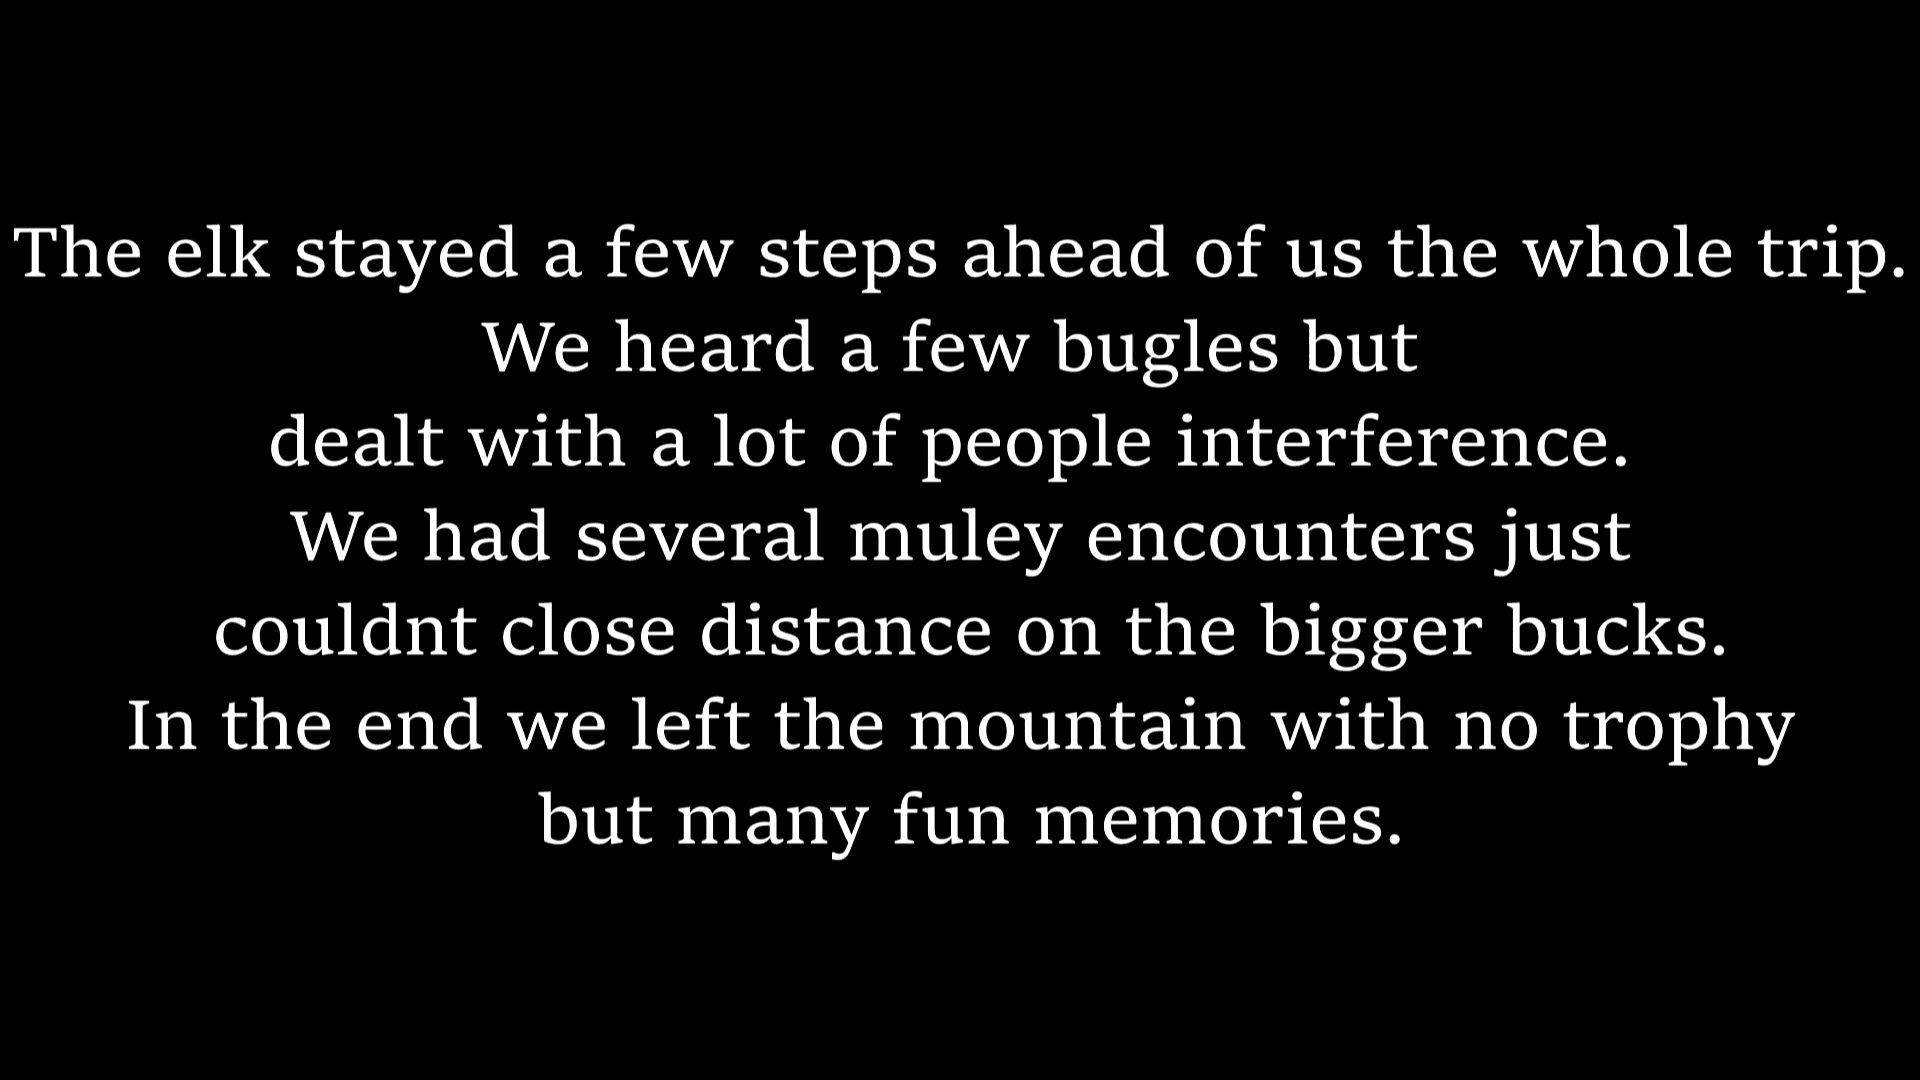 The elk stayed a few steps ahead of us the whole trip.
We heard a few bugles but
dealt with a lot of people interference.
We had several muley encounters just
couldnt close distance on the bigger bucks.
In the end we left the mountain with no trophy
but many fun memories.